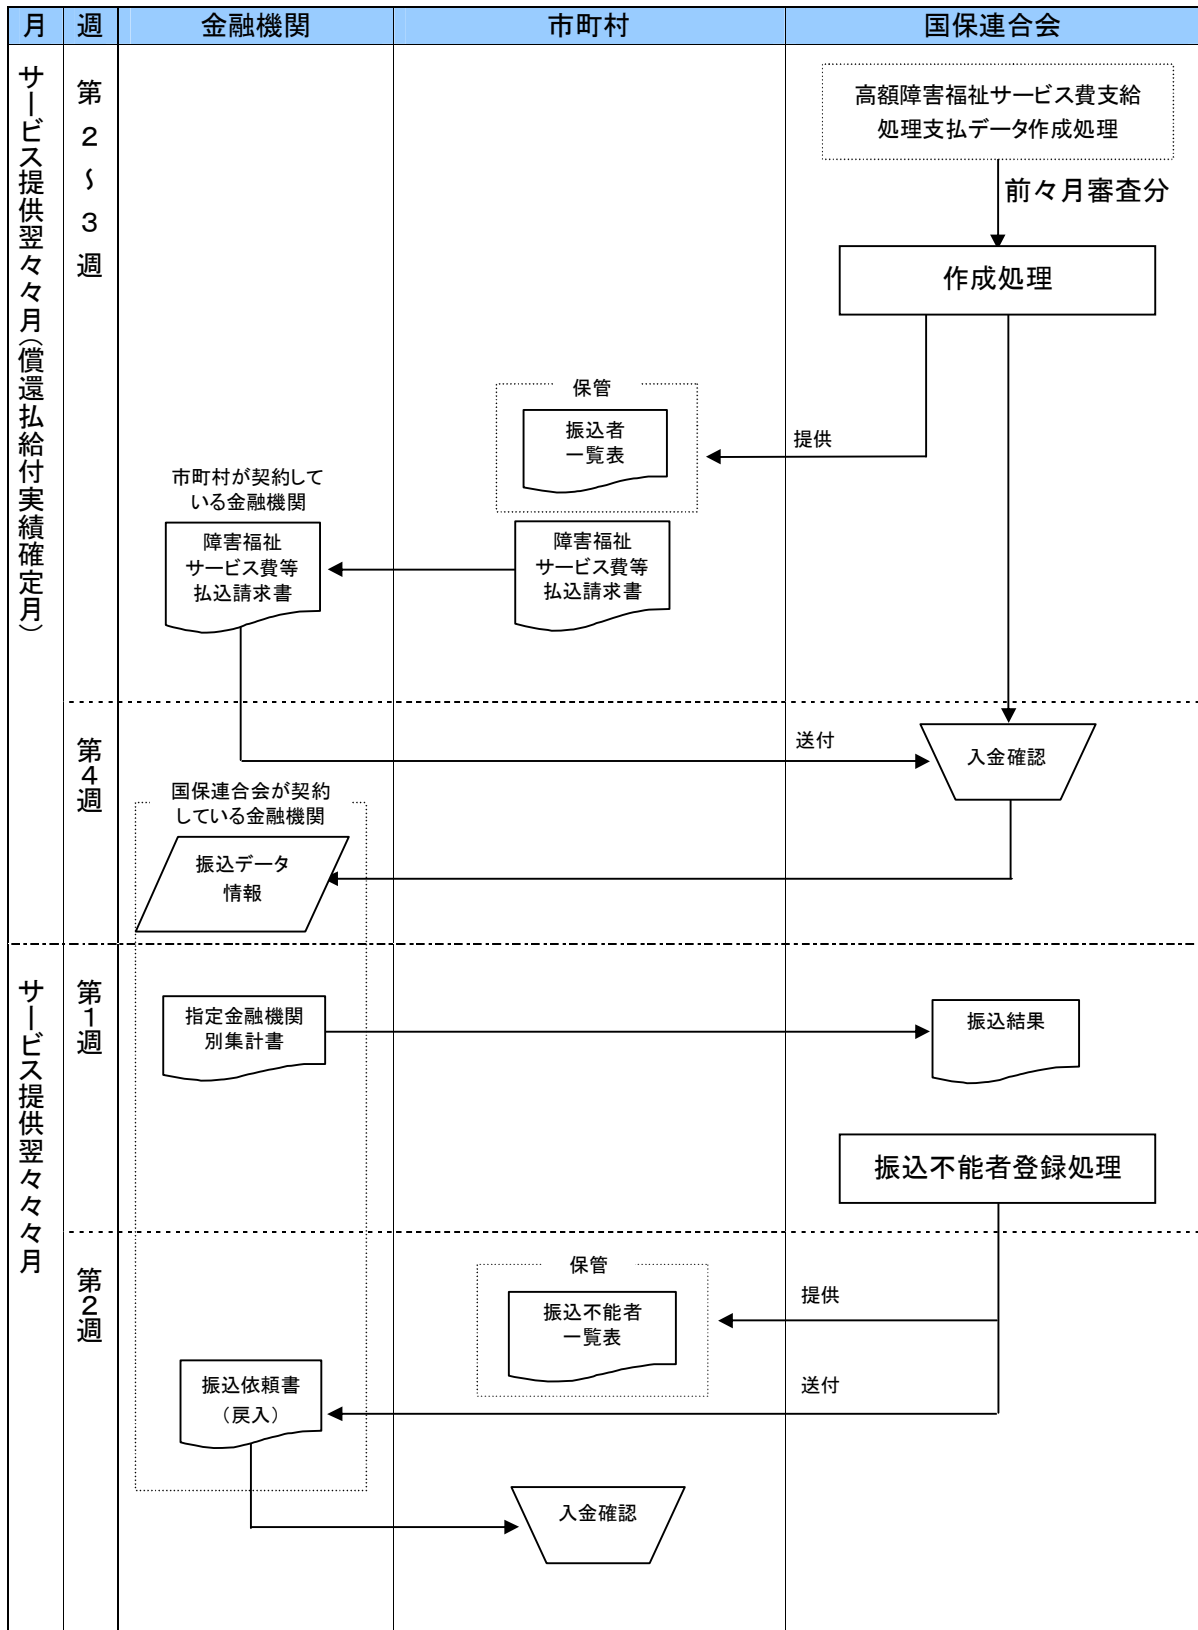 月 週 金融機関 市町村 国保連合会
サービス提供翌々月（償還払給付実績確定月）
第2～3週
高額障害福祉サービス費支給
処理支払データ作成処理
前々月審査分
作成処理
保管
振込者
一覧表
提供
市町村が契約して
いる金融機関
障害福祉
サービス費等
払込請求書
障害福祉
サービス費等
払込請求書
第4週
送付
入金確認
国保連合会が契約
している金融機関
振込データ
情報
サービス提供翌々々月
第1週
指定金融機関
別集計書
振込結果
振込不能者登録処理
第2週
保管
振込不能者
一覧表
提供
振込依頼書
（戻入）
送付
入金確認